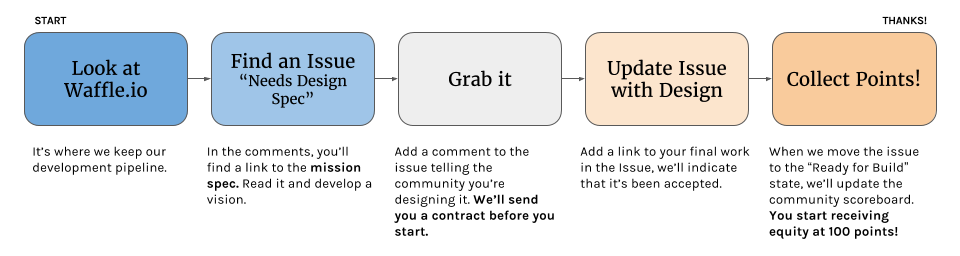 START
THANKS!
Look at
Waffle.io
Find an Issue
“Needs Design
Spec”
Grab it
Update Issue
with Design
Collect Points!
It’s where we keep our
development pipeline.
In the comments, you’ll
find a link to the mission
spec. Read it and develop a
vision.
Add a comment to the
issue telling the
community you’re
designing it. We’ll send
you a contract before you
start.
Add a link to your final work
in the Issue, we’ll indicate
that it’s been accepted.
When we move the issue
to the “Ready for Build”
state, we’ll update the
community scoreboard.
You start receiving
equity at 100 points!